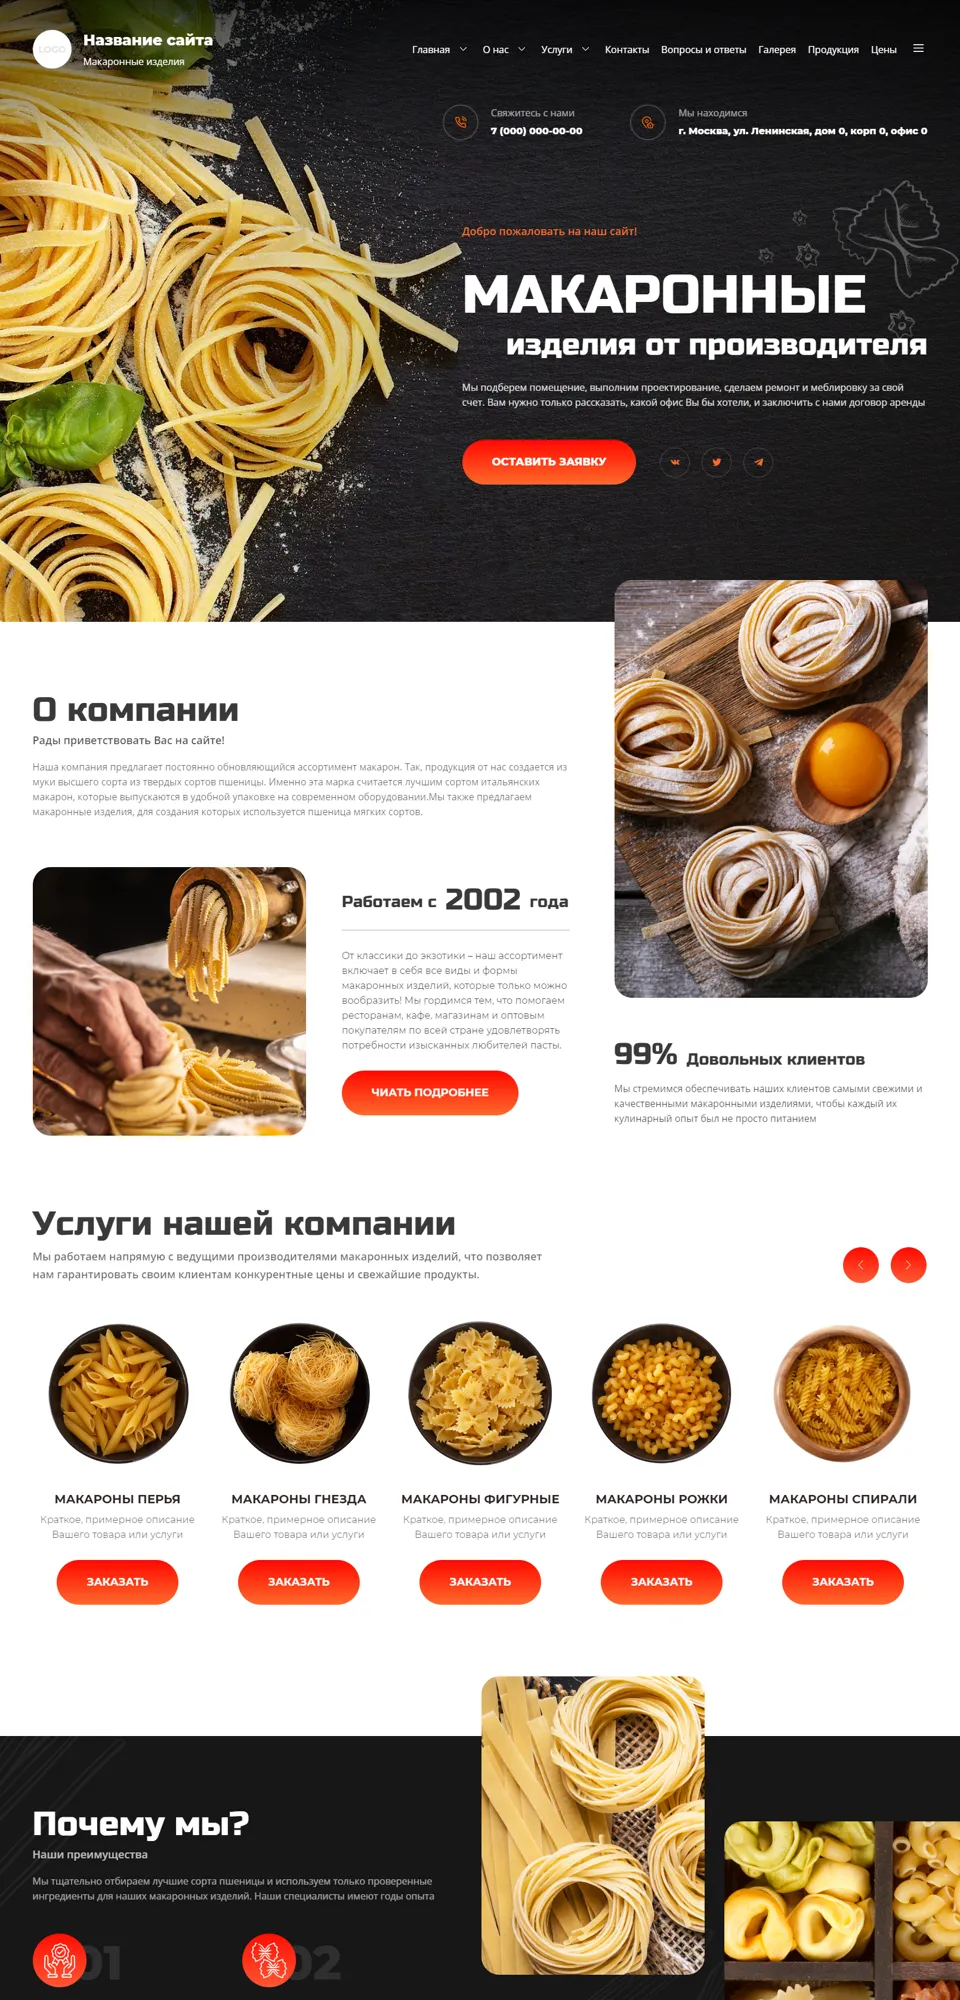 LOGO
Название сайта
Макаронные изделия
Главная О нас Услуги Контакты Вопросы и ответы Галерея Продукция Цены
Свяжитесь с нами
7 (000) 000-00-00
Мы находимся
г. Москва, ул. Ленинская, дом 0, корп 0, офис 0
Добро пожаловать на наш сайт!
МАКАРОННЫЕ
изделия от производителя
Мы подберем помещение, выполним проектирование, сделаем ремонт и меблировку за свой
счет. Вам нужно только рассказать, какой офис Вы бы хотели, и заключить с нами договор аренды
ОСТАВИТЬ ЗАЯВКУ
О компании
Рады приветствовать Вас на сайте!
Наша компания предлагает постоянно обновляющийся ассортимент макарон. Так, продукция от нас создается из
муки высшего сорта из твердых сортов пшеницы. Именно эта марка считается лучшим сортом итальянских
макарон, которые выпускаются в удобной упаковке на современном оборудовании.Мы также предлагаем
макаронные изделия, для создания которых используется пшеница мягких сортов.
Работаем с 2002 года
От классики до экзотики – наш ассортимент
включает в себя все виды и формы
макаронных изделий, которые только можно
вообразить! Мы гордимся тем, что помогаем
ресторанам, кафе, магазинам и оптовым
покупателям по всей стране удовлетворять
потребности изысканных любителей пасты.
ЧИАТЬ ПОДРОБНЕЕ
99% Довольных клиентов
Мы стремимся обеспечивать наших клиентов самыми свежими и
качественными макаронными изделиями, чтобы каждый их
кулинарный опыт был не просто питанием
Услуги нашей компании
Мы работаем напрямую с ведущими производителями макаронных изделий, что позволяет
нам гарантировать своим клиентам конкурентные цены и свежайшие продукты.
МАКАРОНЫ ПЕРЬЯ
Краткое, примерное описание
Вашего товара или услуги
ЗАКАЗАТЬ
МАКАРОНЫ ГНЕЗДА
Краткое, примерное описание
Вашего товара или услуги
ЗАКАЗАТЬ
МАКАРОНЫ ФИГУРНЫЕ
Краткое, примерное описание
Вашего товара или услуги
ЗАКАЗАТЬ
МАКАРОНЫ РОЖКИ
Краткое, примерное описание
Вашего товара или услуги
ЗАКАЗАТЬ
МАКАРОНЫ СПИРАЛИ
Краткое, примерное описание
Вашего товара или услуги
ЗАКАЗАТЬ
Почему мы?
Наши преимущества
Мы тщательно отбираем лучшие сорта пшеницы и используем только проверенные
ингредиенты для наших макаронных изделий. Наши специалисты имеют годы опыта
01
02